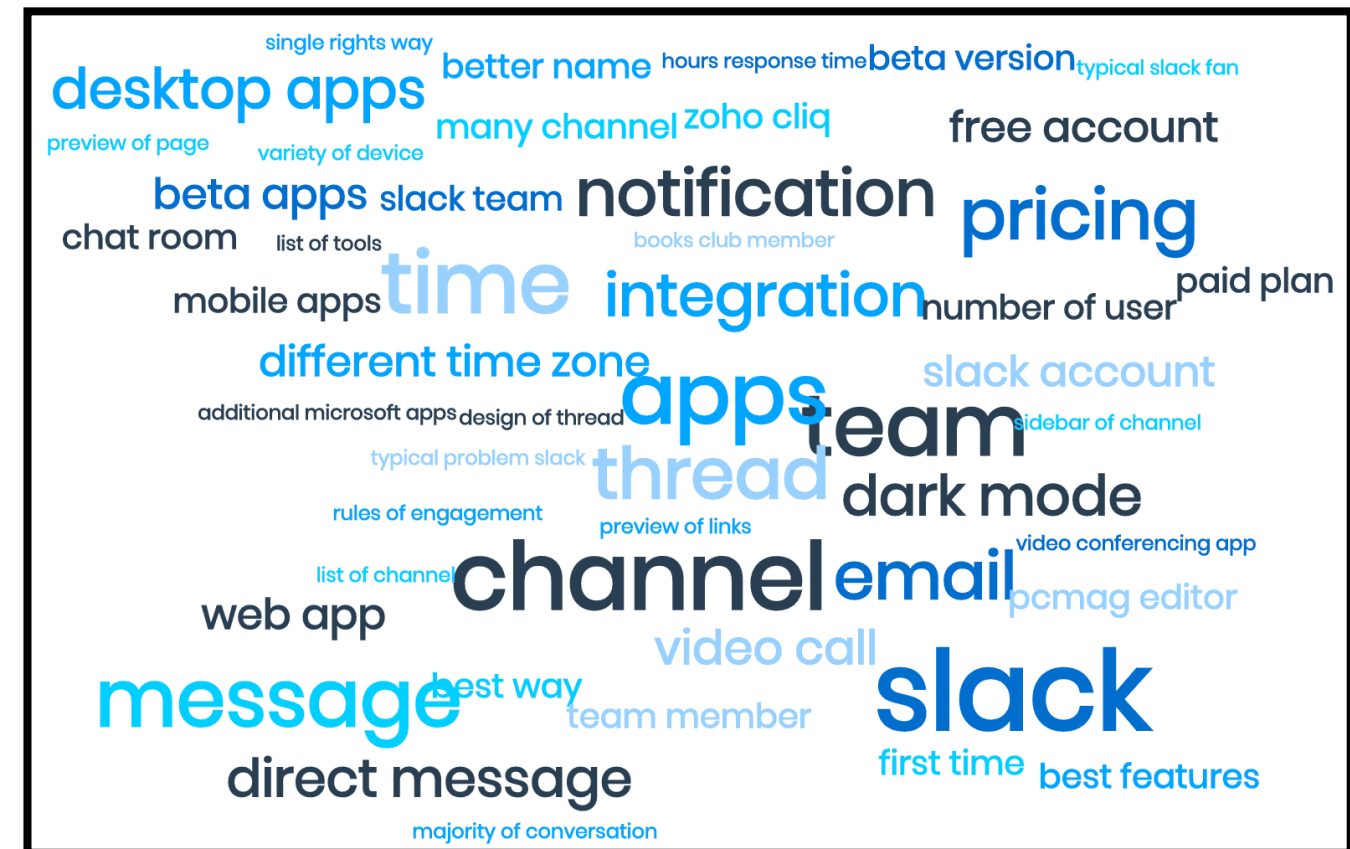 single rights way
better name
hours response time
beta version
typical slack fan
desktop apps
many channel
zoho cliq
free account
preview of page
variety of device
beta apps
slack team
notification
pricing
chat room
list of tools
books club member
time
integration
paid plan
mobile apps
number of user
different time zone
slack account
apps
additional microsoft apps
design of thread
team
sidebar of channel
typical problem slack
thread
dark mode
rules of engagement
preview of links
video conferencing app
list of channel
channel
email
pcmag editor
web app
video call
message
best way
slack
team member
first time
best features
direct message
majority of conversation